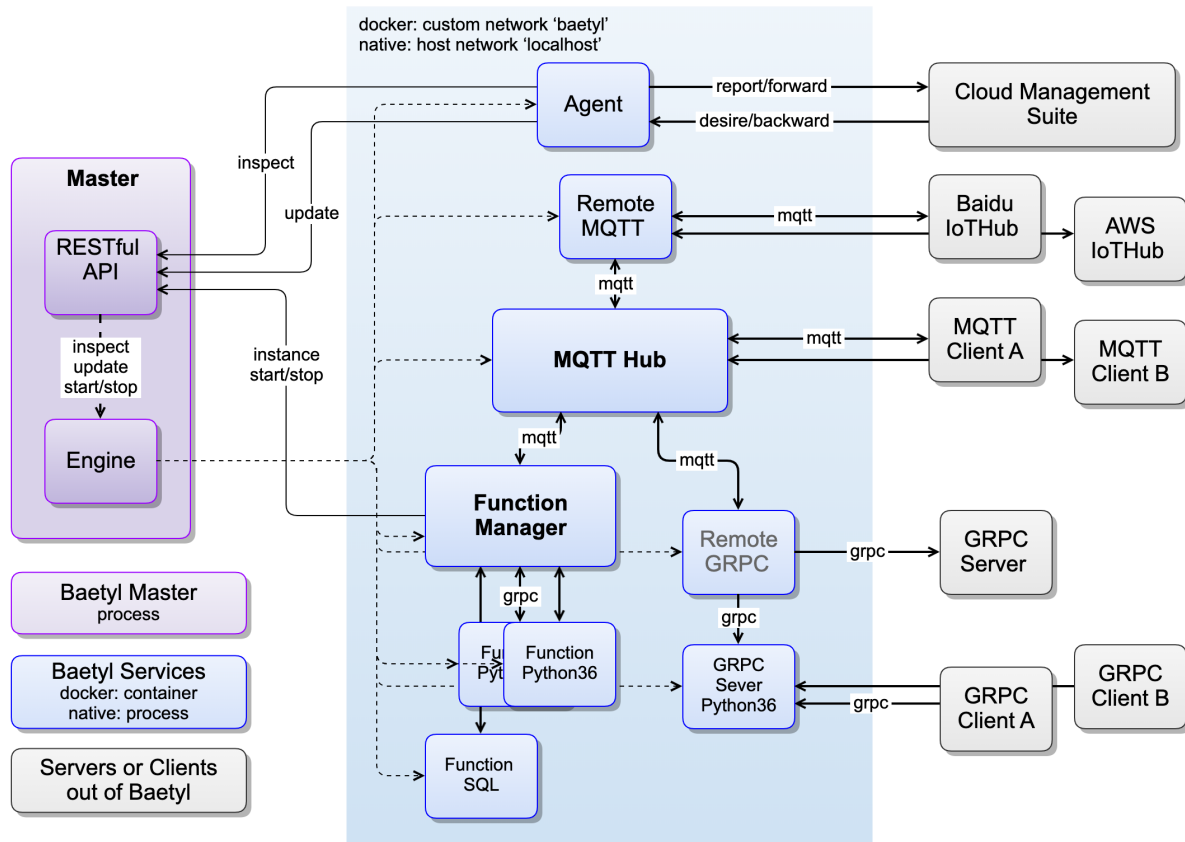 docker: custom network ‘baetyl’
native: host network ‘localhost’
Agent
report/forward
desire/backward
Cloud Management
Suite
inspect
update
Master
RESTful
API
inspect
update
start/stop
Engine
instance
start/stop
Remote
MQTT
mqtt
Baidu
IoTHub
AWS
IoTHub
mqtt
MQTT Hub
mqtt
MQTT
Client A
MQTT
Client B
mqtt
mqtt
Function
Manager
Remote
GRPC
grpc
GRPC
Server
grpc
grpc
Function
Python36
GRPC
Sever
Python36
grpc
GRPC
Client A
GRPC
Client B
Function
SQL
Baetyl Master
process
Baetyl Services
docker: container
native: process
Servers or Clients
out of Baetyl